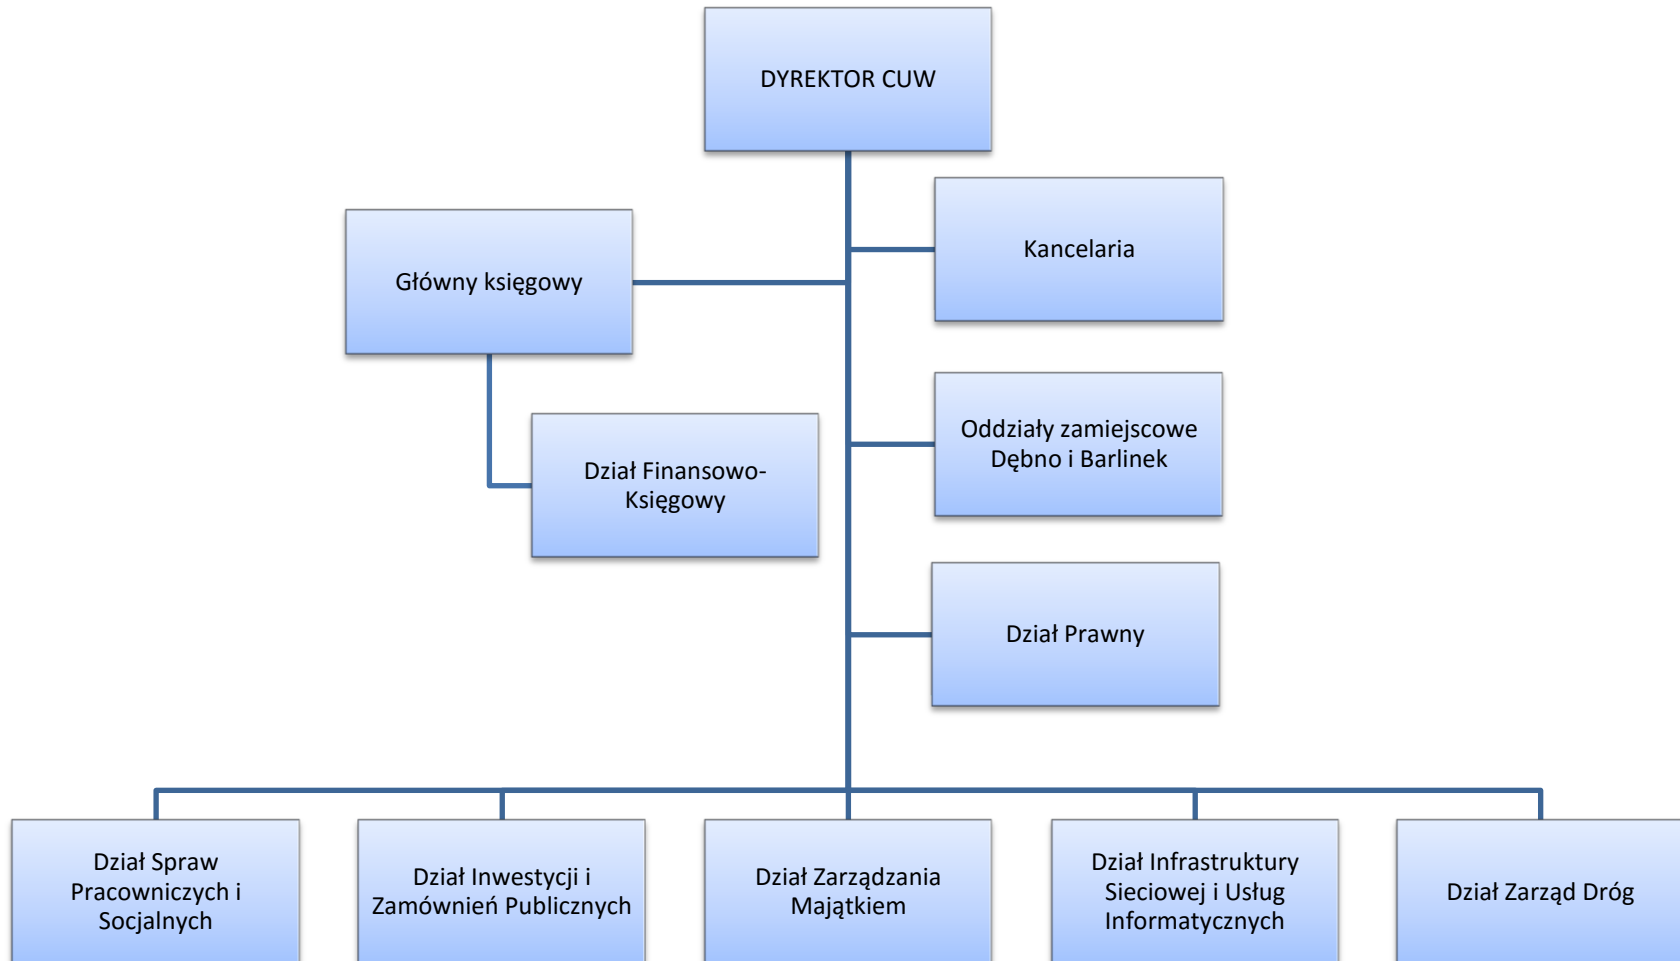 DYREKTOR CUW
Kancelaria
Główny księgowy
Oddziały zamiejscowe
Dębno i Barlinek
Dział Finansowo-
Księgowy
Dział Prawny
Dział Spraw
Pracowniczych i
Socjalnych
Dział Inwestycji i
Zamównień Publicznych
Dział Zarządzania
Majątkiem
Dział Infrastruktury
Sieciowej i Usług
Informatycznych
Dział Zarząd Dróg